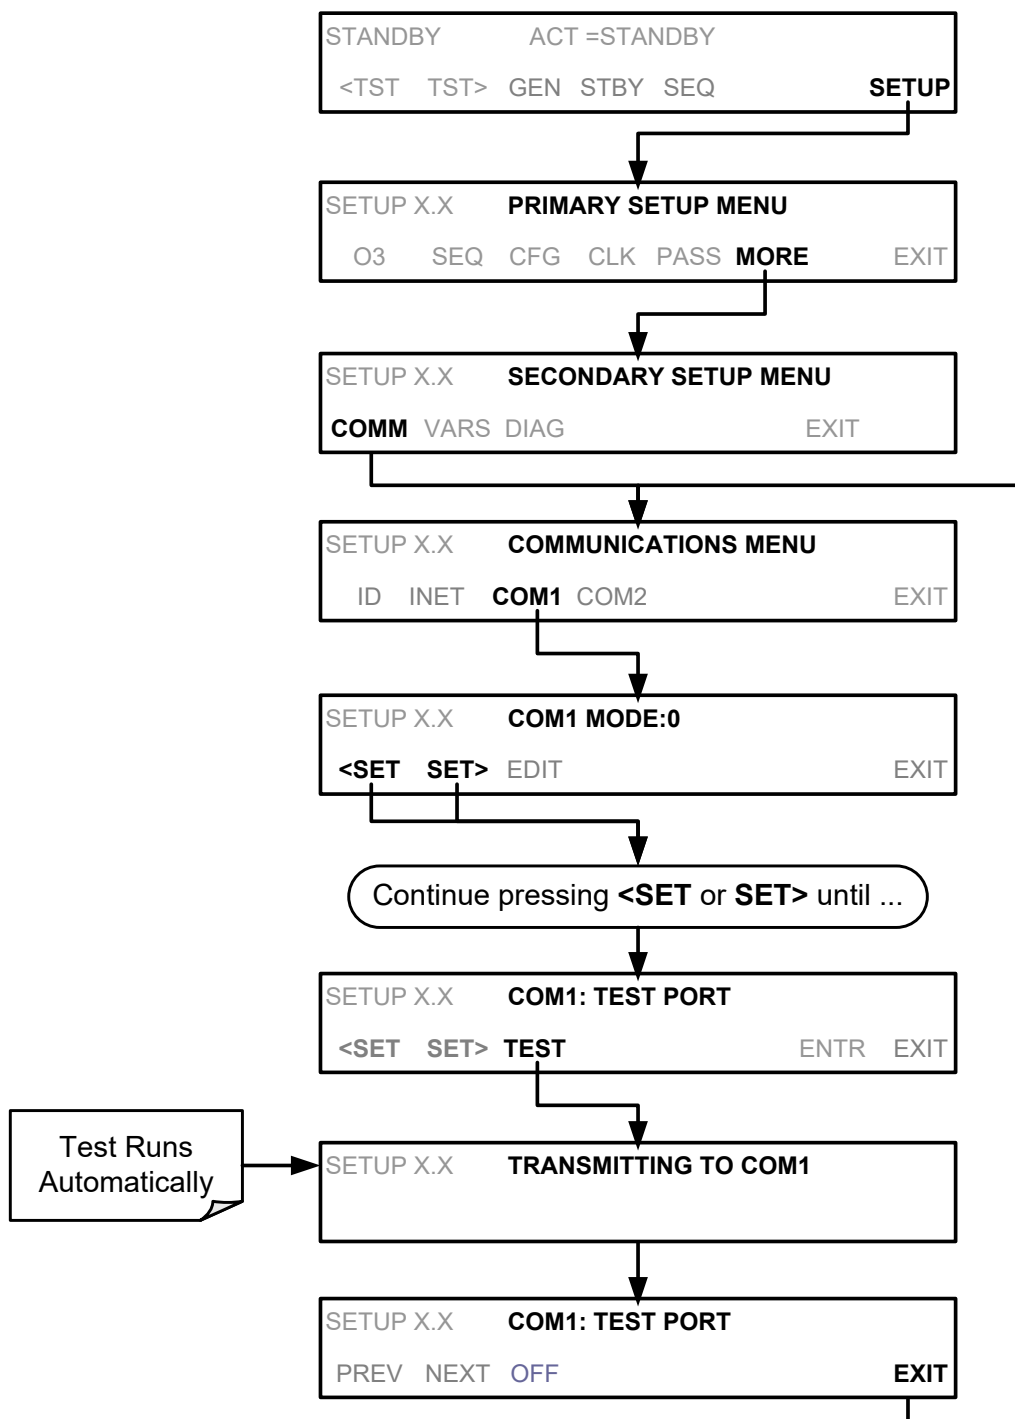 STANDBY ACT =STANDBY
<TST TST> GEN STBY SEQ SETUP
SETUP X.X PRIMARY SETUP MENU
O3 SEQ CFG CLK PASS MORE EXIT
SETUP X.X SECONDARY SETUP MENU
COMM VARS DIAG EXIT
SETUP X.X COMMUNICATIONS MENU
ID INET COM1 COM2 EXIT
SETUP X.X COM1 MODE:0
<SET SET> EDIT EXIT
Continue pressing <SET or SET> until ...
SETUP X.X COM1: TEST PORT
<SET SET> TEST ENTR EXIT
Test Runs
Automatically
SETUP X.X TRANSMITTING TO COM1
SETUP X.X COM1: TEST PORT
PREV NEXT OFF EXIT